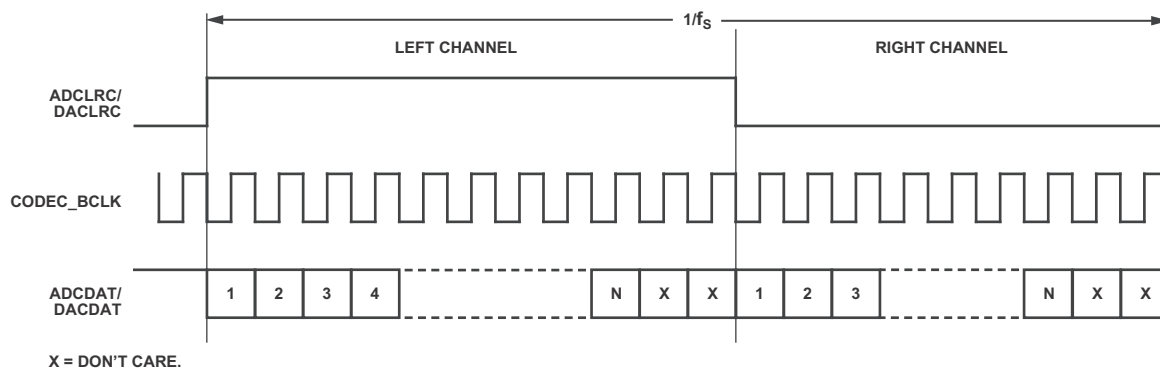 1/fS
LEFT CHANNEL RIGHT CHANNEL
ADCLRC/
DACLRC
CODEC_BCLK
ADCDAT/
DACDAT
1 2 3 4 N X X 1 2 3 N X X
X = DON'T CARE.